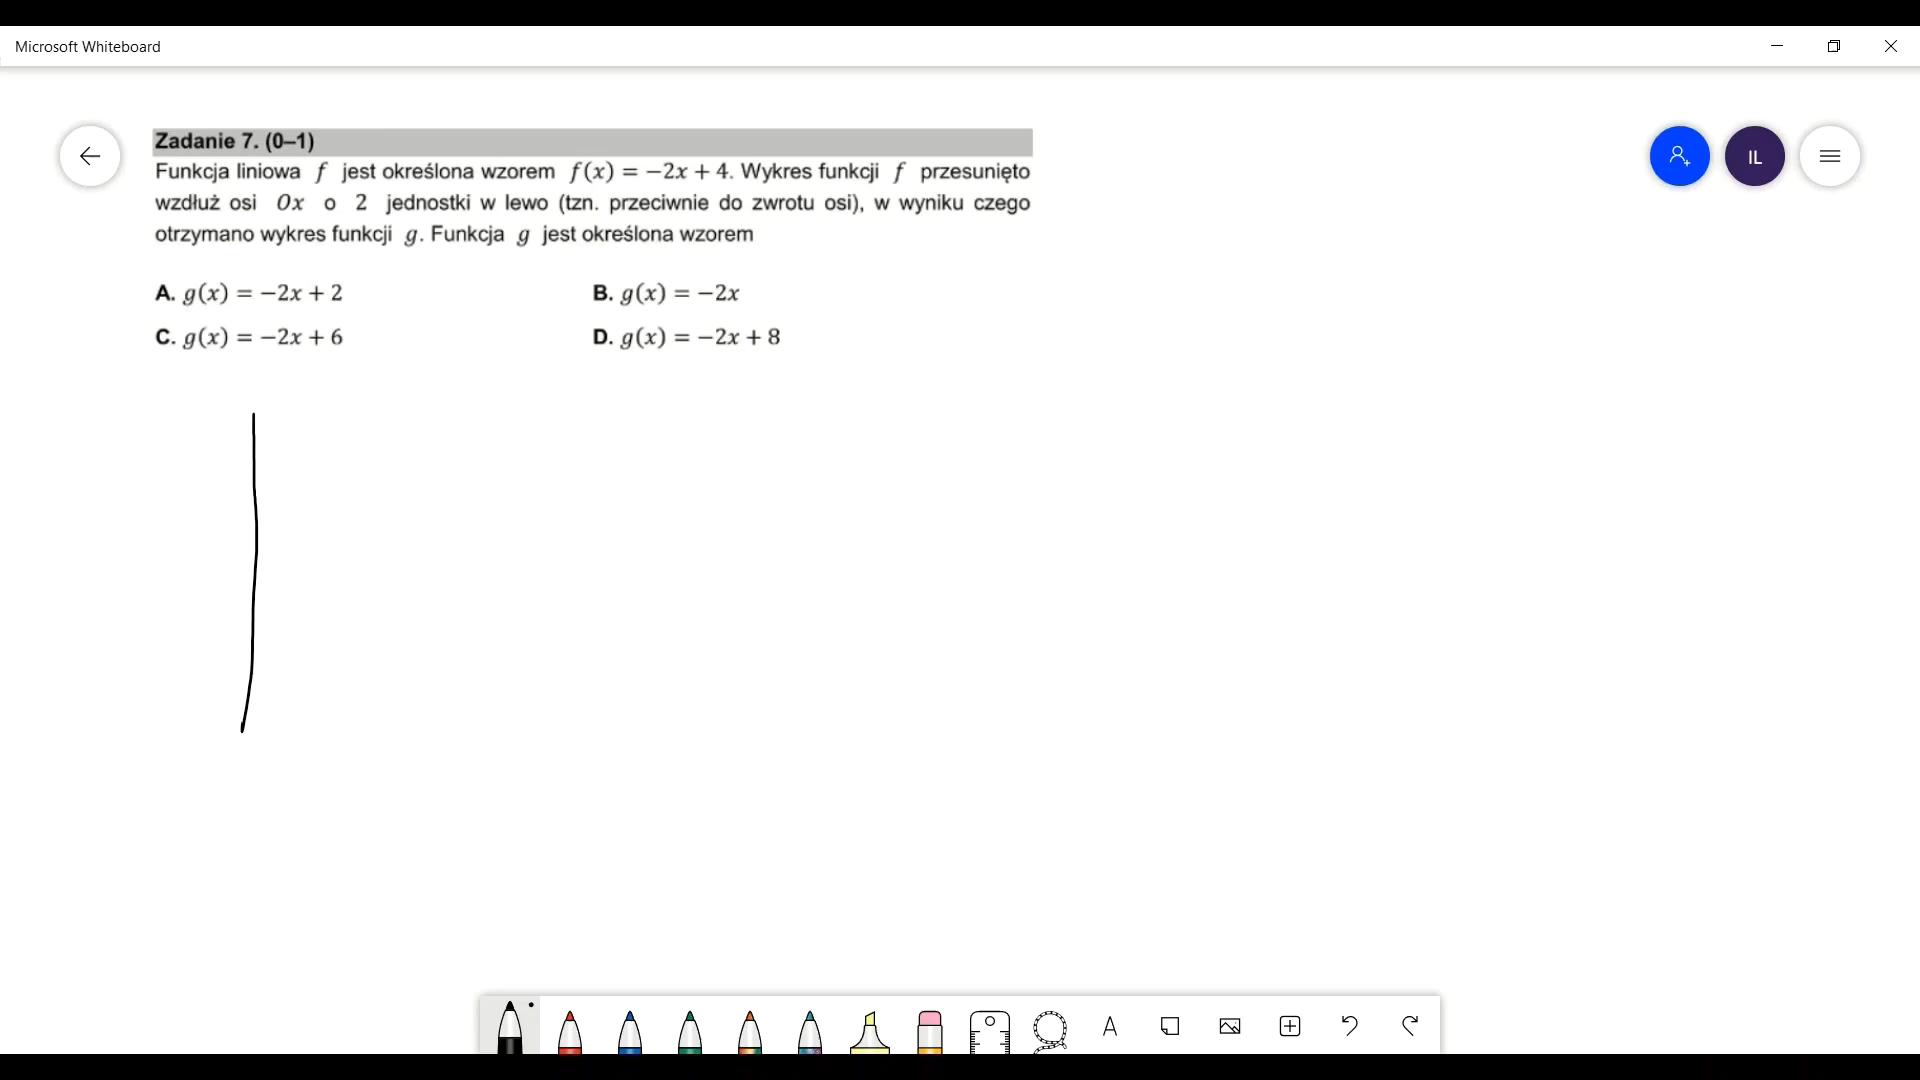 Microsoft Whiteboard
Zadanie 7. (0–1)
Funkcja liniowa f jest określona wzorem f(x) = −2x + 4. Wykres funkcji f przesunięto
wzdłuż osi Ox o 2 jednostki w lewo (tzn. przeciwnie do zwrotu osi), w wyniku czego
otrzymano wykres funkcji g. Funkcja g jest określona wzorem
A. g(x) = −2x + 2
B. g(x) = −2x
C. g(x) = −2x + 6
D. g(x) = −2x + 8
IL
A